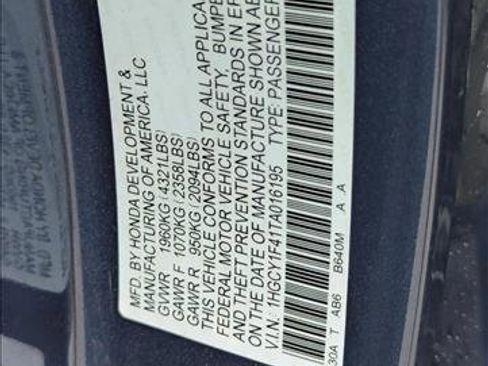 MFD. BY HONDA DEVELOPMENT &
MANUFACTURING OF AMERICA, LLC
GVWR 1960KG (4321LBS)
GAWR F 1070KG (2358LBS)
GAWR R 950KG (2094LBS)
THIS VEHICLE CONFORMS TO ALL APPLICA
FEDERAL MOTOR VEHICLE SAFETY, BUMPE
AND THEFT PREVENTION STANDARDS IN EF
ON THE DATE OF MANUFACTURE SHOWN AB
V.I.N: 1HGCY1F41TA016195 TYPE: PASSENGER
30A T AB6 B640M A A